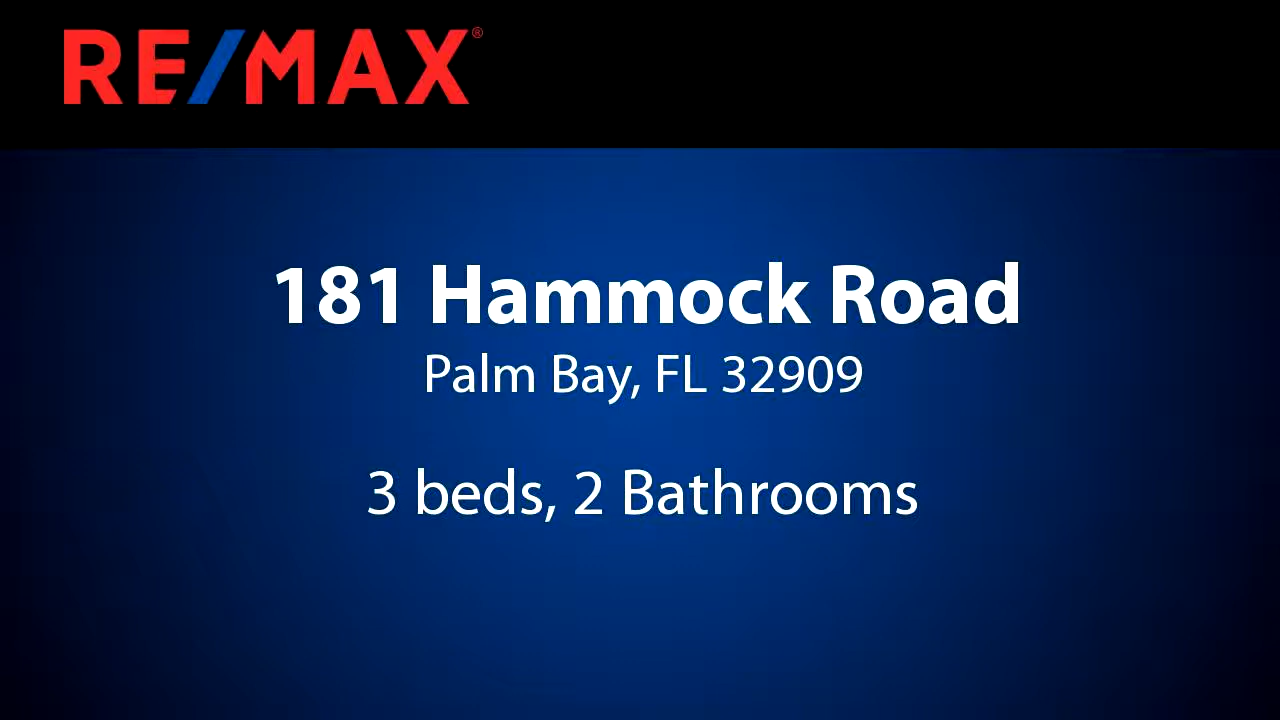 RE/MAX®
181 Hammock Road
Palm Bay, FL 32909
3 beds, 2 Bathrooms